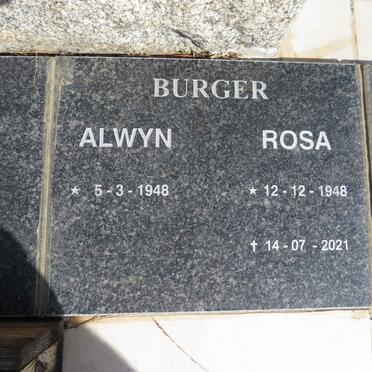 BURGER
ALWYN ROSA
★ 5-3-1948 ★ 12-12-1948
✝ 14-07-2021